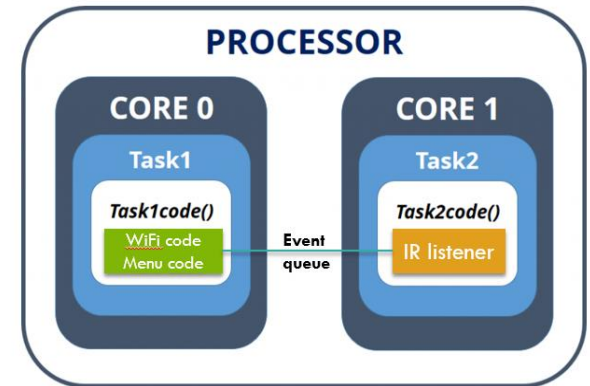 PROCESSOR
CORE 0
Task1
Task1code()
WiFi code
Menu code
Event
queue
CORE 1
Task2
Task2code()
IR listener